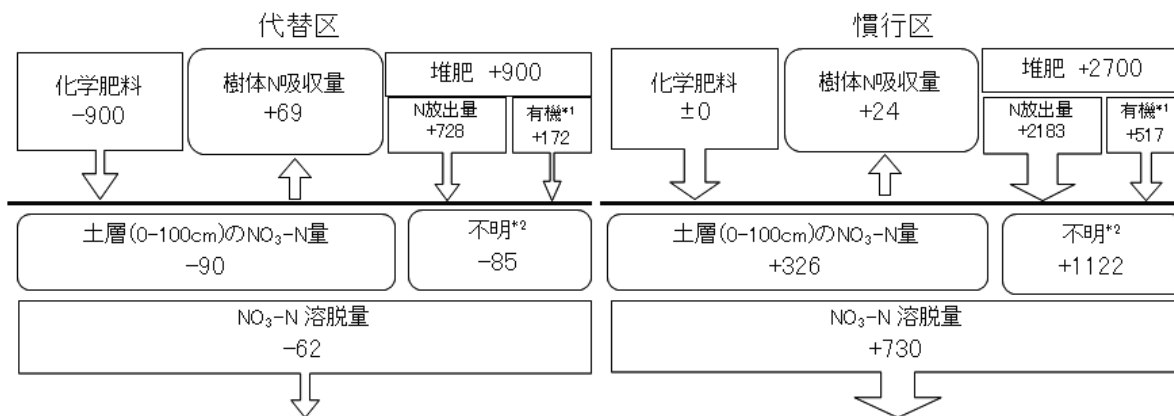 代替区
化学肥料
-900
樹体N吸収量
+69
堆肥 +900
N放出量
+728
有機*1
+172
土層(0-100cm)のNO₃-N量
-90
不明*2
-85
NO₃-N 溶脱量
-62
慣行区
化学肥料
±0
樹体N吸収量
+24
堆肥 +2700
N放出量
+2183
有機*1
+517
土層(0-100cm)のNO₃-N量
+326
不明*2
+1122
NO₃-N 溶脱量
+730